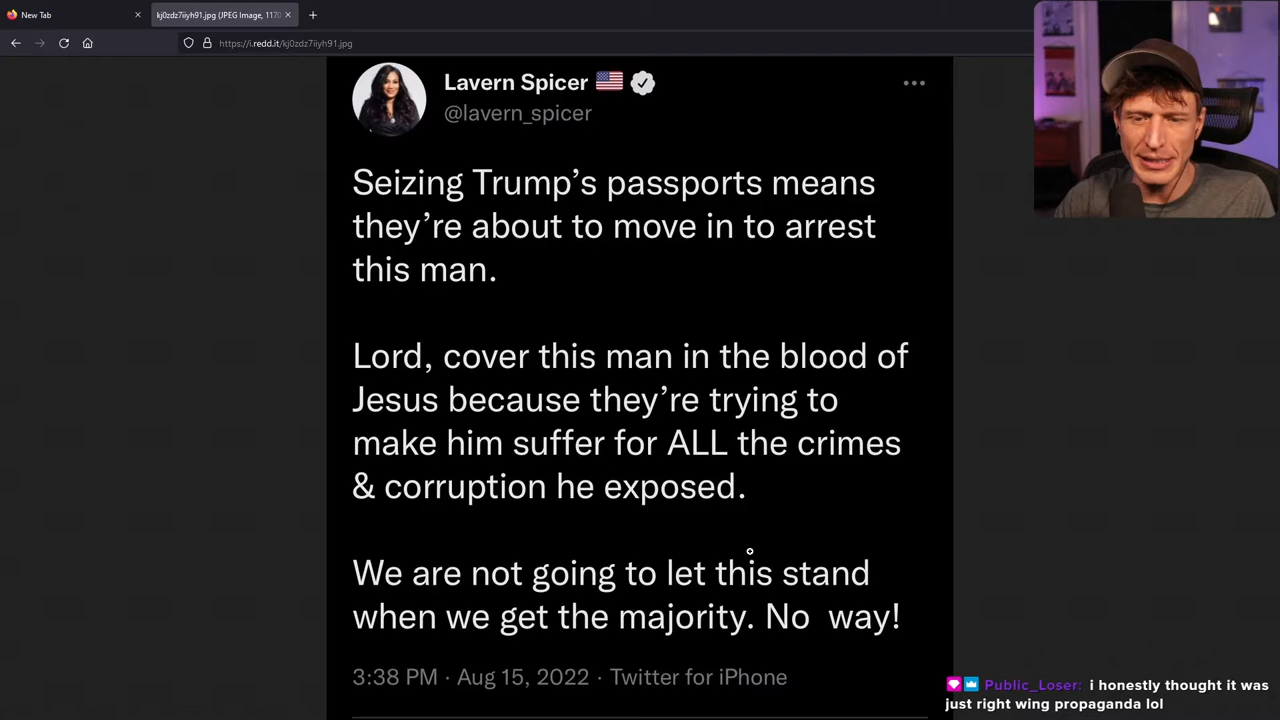 New Tab
kj0zdz7iiyh91.jpg (JPEG Image, 1170
https://i.redd.it/kj0zdz7iiyh91.jpg
Lavern Spicer 🇺🇸
@lavern_spicer
Seizing Trump’s passports means
they’re about to move in to arrest
this man.
Lord, cover this man in the blood of
Jesus because they’re trying to
make him suffer for ALL the crimes
& corruption he exposed.
We are not going to let this stand
when we get the majority. No  way!
3:38 PM · Aug 15, 2022 · Twitter for iPhone
Public_Loser: i honestly thought it was
just right wing propaganda lol